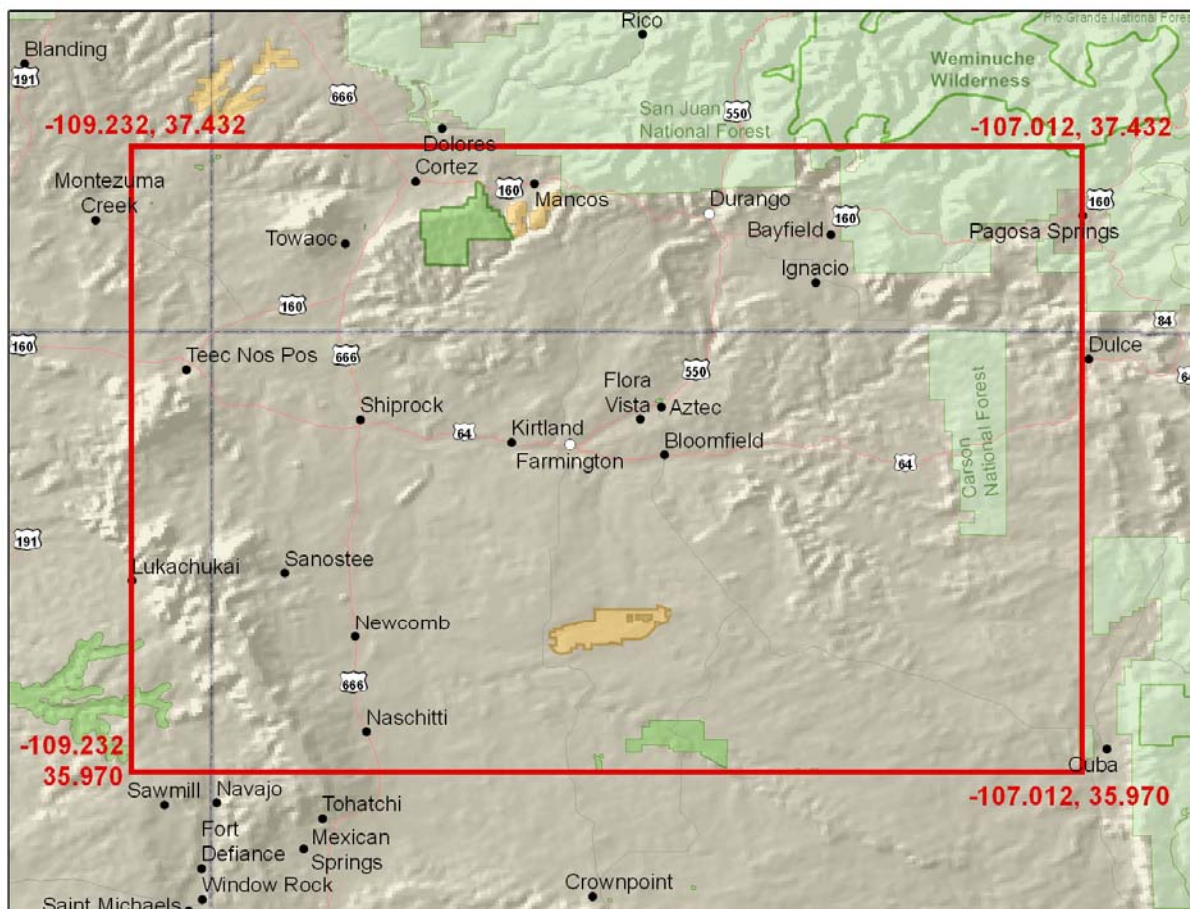 Rico
Rio Grande National Forest
Blanding
191
Weminuche
Wilderness
666
San Juan
National Forest
550
-109.232, 37.432
-107.012, 37.432
Dolores
Cortez
Montezuma
Creek
160
Mancos
Durango
160
Bayfield
160
Pagosa Springs
Towaoc
Ignacio
160
84
160
Teec Nos Pos
666
550
Dulce
64
Flora
Vista
Aztec
Shiprock
64
Kirtland
Farmington
Bloomfield
64
Carson
National Forest
191
Lukachukai
Sanostee
Newcomb
666
Naschitti
-109.232
35.970
Cuba
-107.012, 35.970
Sawmill
Navajo
Tohatchi
Fort
Defiance
Mexican
Springs
Window Rock
Crownpoint
Saint Michaels